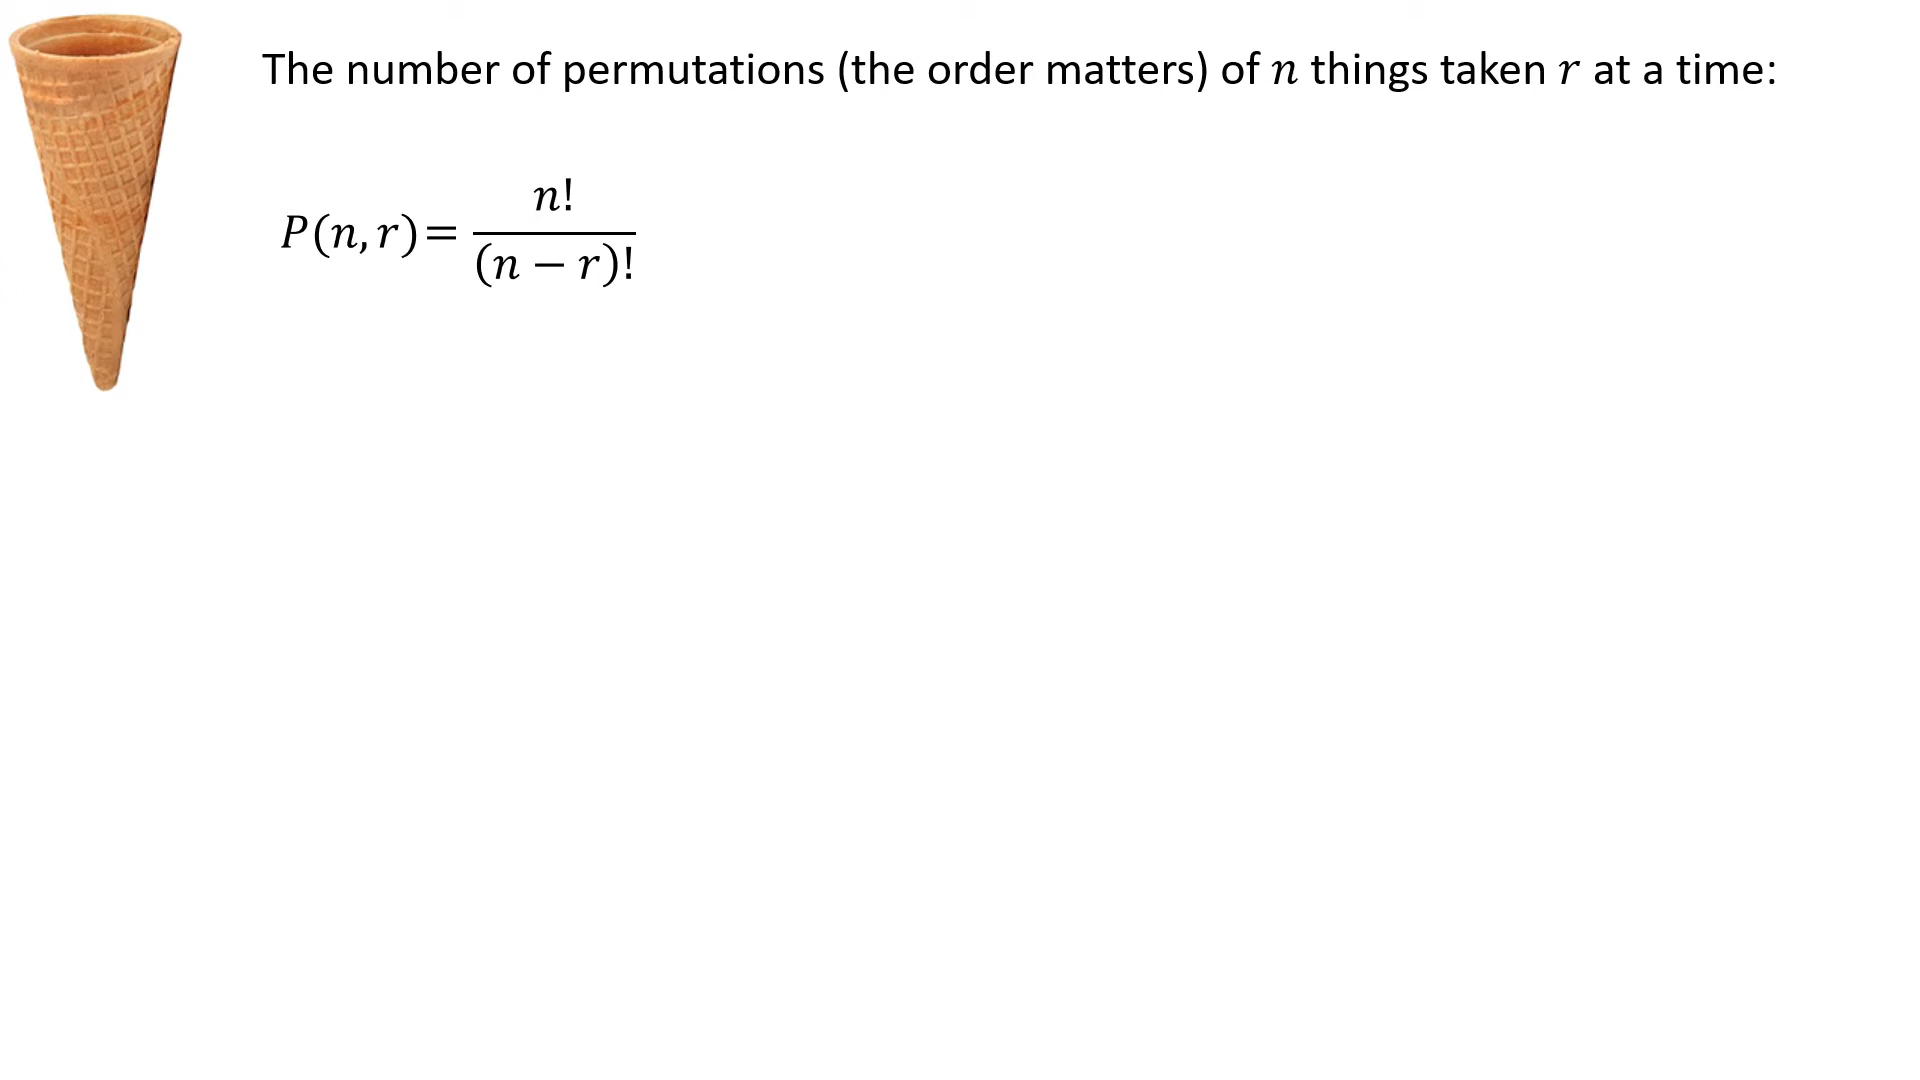 The number of permutations (the order matters) of n things taken r at a time:
P(n, r) = n! / (n − r)!